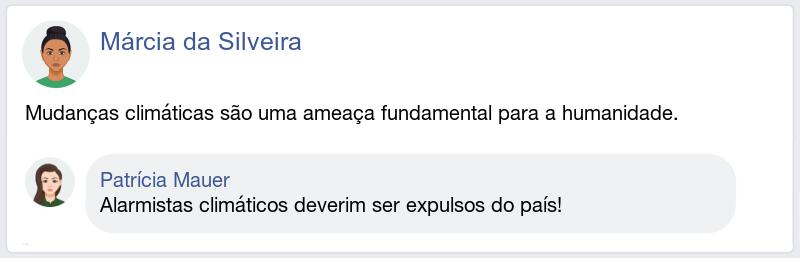 Márcia da Silveira
Mudanças climáticas são uma ameaça fundamental para a humanidade.
Patrícia Mauer
Alarmistas climáticos deverim ser expulsos do país!